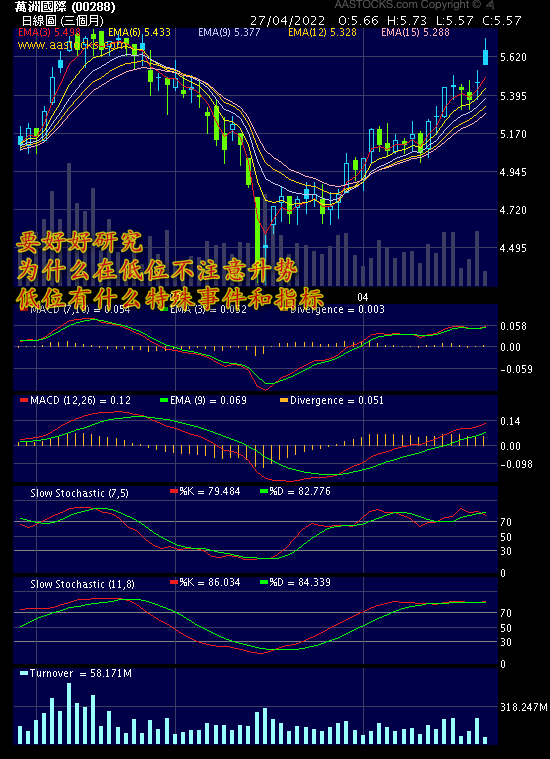 萬洲國際 (00288)
AASTOCKS.com Copyright ©
日線圖 (三個月)
27/04/2022 O:5.66 H:5.73 L:5.57 C:5.57
EMA(3) 5.498 EMA(6) 5.433 EMA(9) 5.377 EMA(12) 5.328 EMA(15) 5.288
www.aastocks.com
5.620
5.395
5.170
4.945
4.720
4.495
要好好研究
为什么在低位不注意升势
低位有什么特殊事件和指标
04
MACD (7,10) = 0.054 EMA (3) = 0.052 Divergence = 0.003
0.058
0.00
-0.059
MACD (12,26) = 0.12 EMA (9) = 0.069 Divergence = 0.051
0.14
0.00
-0.098
Slow Stochastic (7,5) %K = 79.484 %D = 82.776
70
50
30
0
Slow Stochastic (11,8) %K = 86.034 %D = 84.339
70
50
30
0
Turnover = 58.171M
318.247M